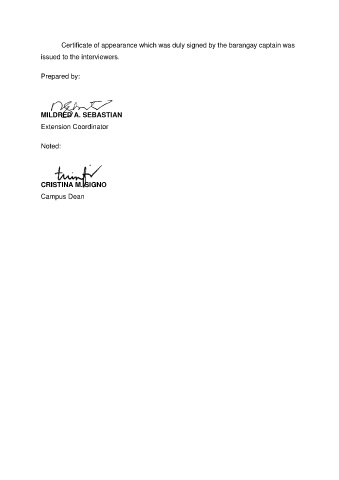 Certificate of appearance which was duly signed by the barangay captain was
issued to the interviewers.
Prepared by:
MILDRED A. SEBASTIAN
Extension Coordinator
Noted:
CRISTINA M. SIGNO
Campus Dean